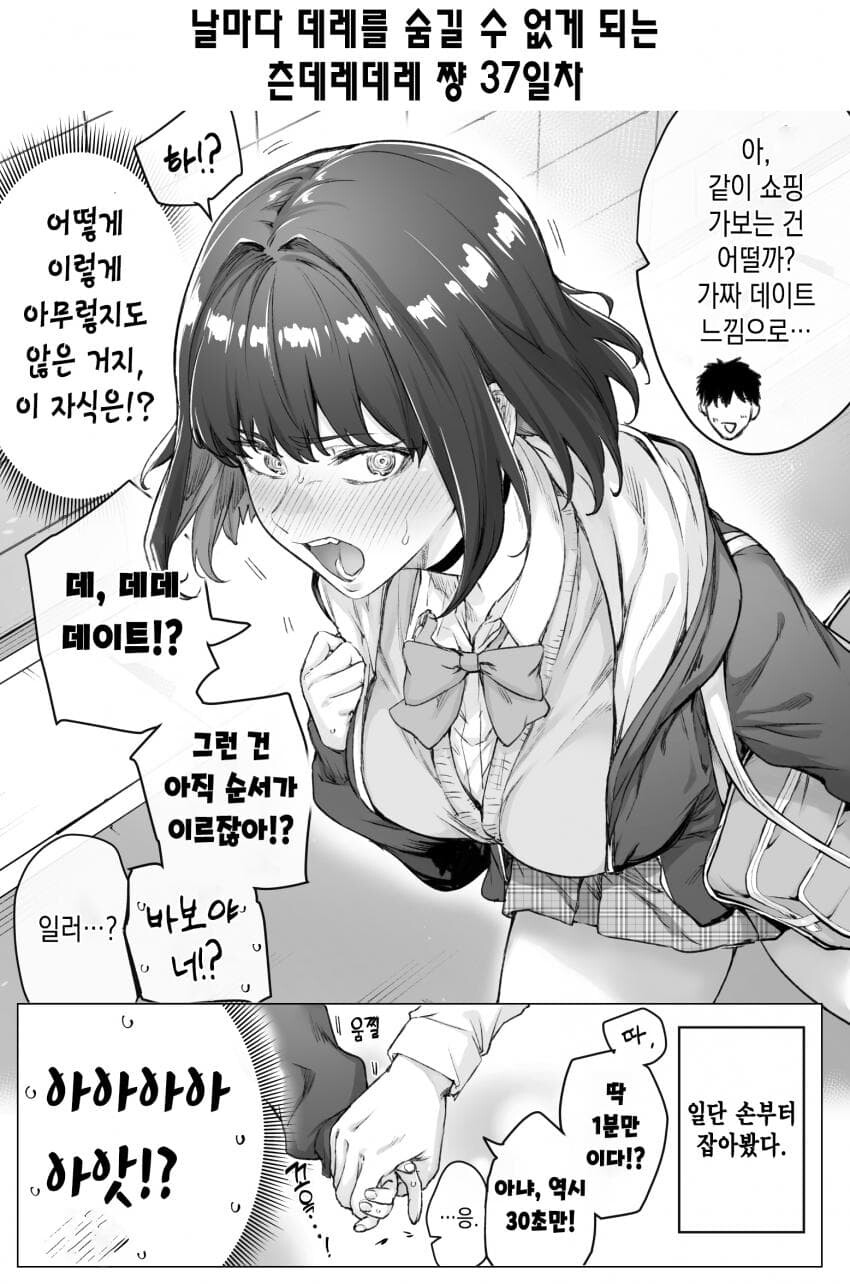 날마다 데레를 숨길 수 없게 되는
츤데레데레 쨩 37일차
아,
같이 쇼핑
가보는 건
어떨까?
가짜 데이트
느낌으로…
하!?
어떻게
이렇게
아무렇지도
않은 거지,
이 자식은!?
데, 데데
데이트!?
그런 건
아직 순서가
이르잖아!?
바보야
너!?
일러…?
일단 손부터
잡아봤다.
따,
딱
1분만
이다!?
아냐, 역시
30초만!
…응.
움찔
꼬옹…!
아아아아
아앗!?